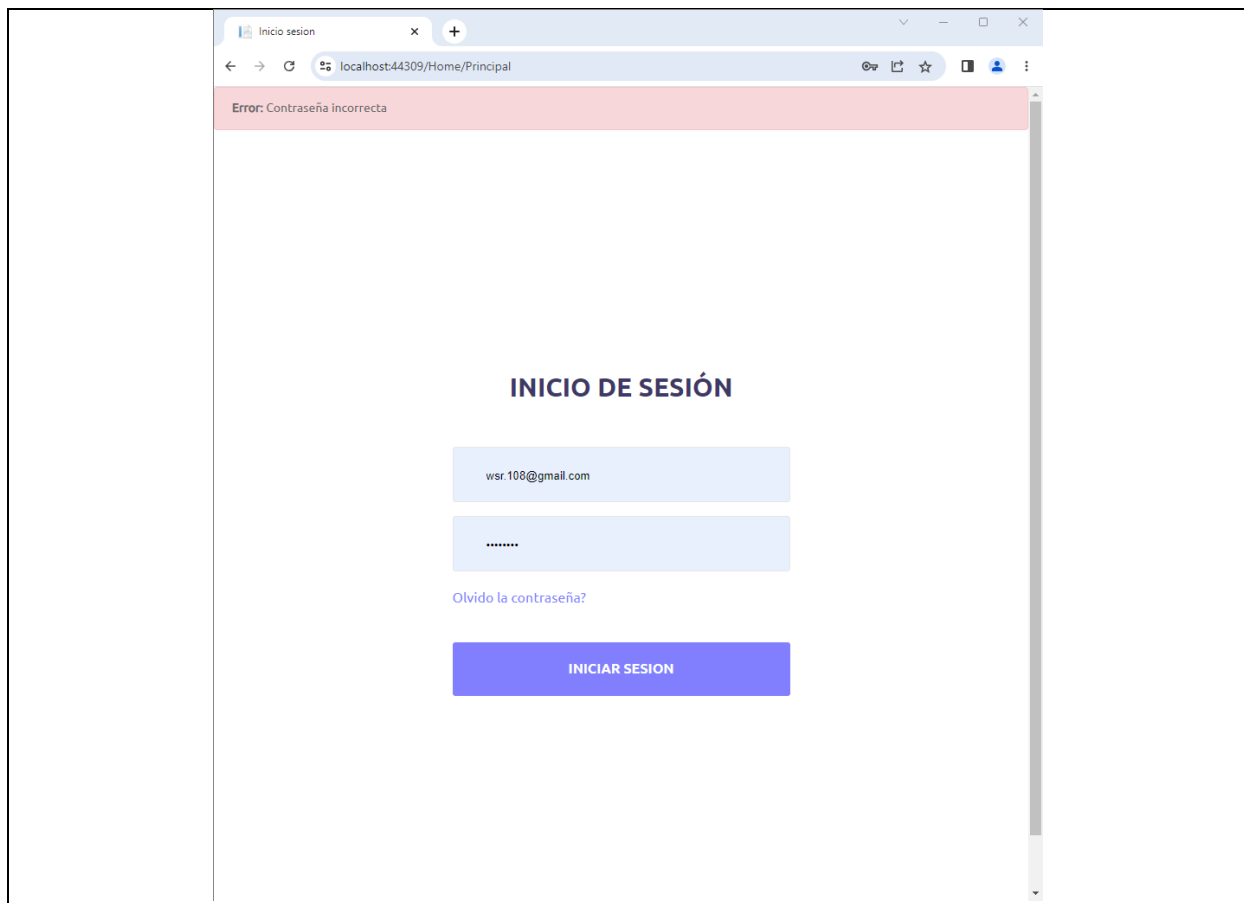 Inicio sesion
localhost:44309/Home/Principal
Error: Contraseña incorrecta
INICIO DE SESIÓN
wsr.108@gmail.com
••••••••
Olvido la contraseña?
INICIAR SESION